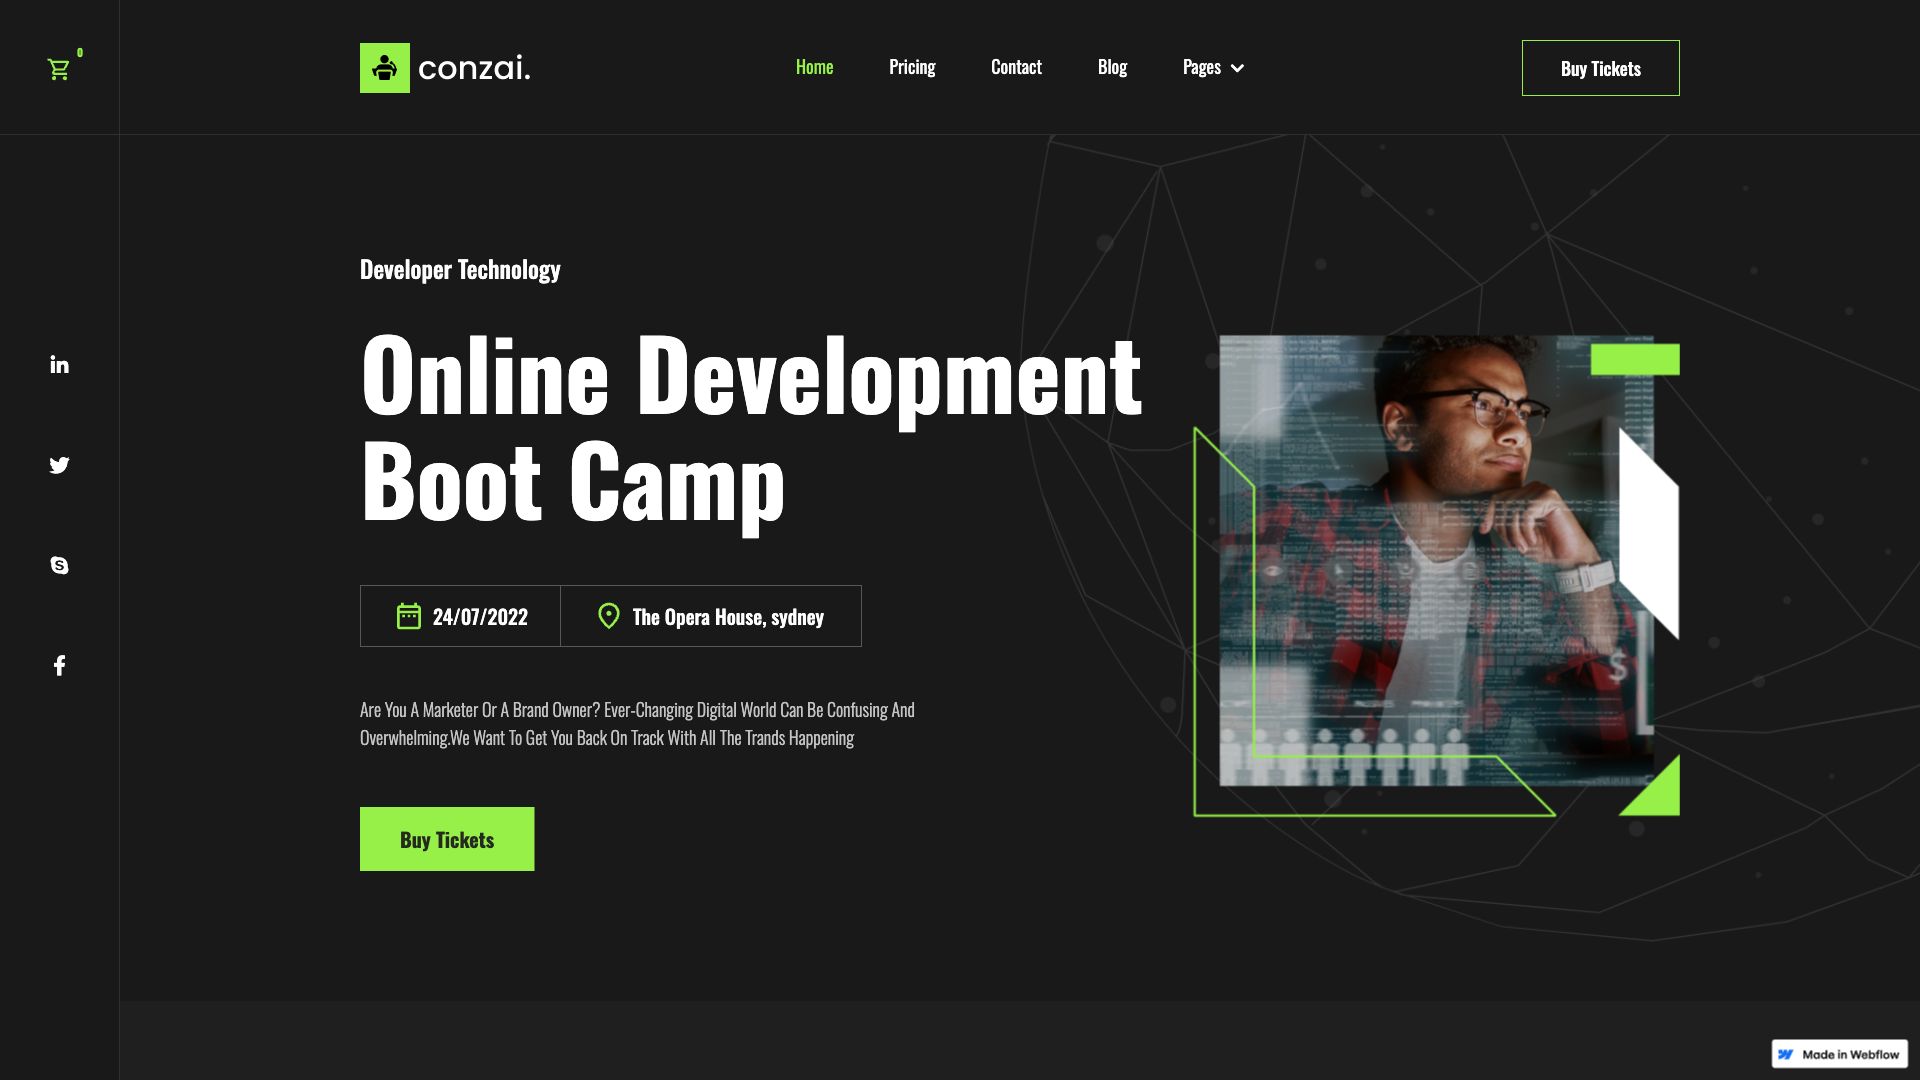 0
conzai.
Home
Pricing
Contact
Blog
Pages
Buy Tickets
Developer Technology
Online Development
Boot Camp
24/07/2022
The Opera House, sydney
Are You A Marketer Or A Brand Owner? Ever-Changing Digital World Can Be Confusing And
Overwhelming.We Want To Get You Back On Track With All The Trands Happening
Buy Tickets
$
Made in Webflow